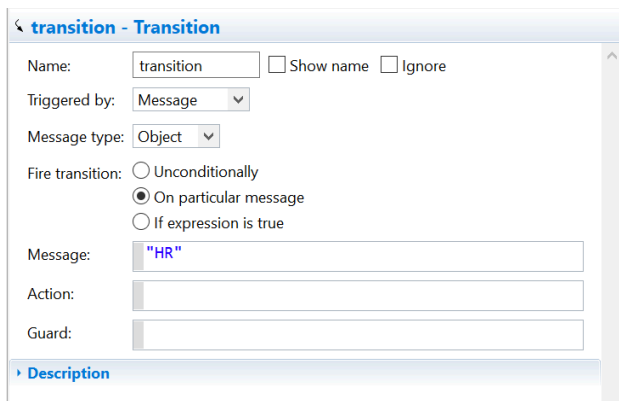 transition - Transition
Name: transition Show name Ignore
Triggered by: Message
Message type: Object
Fire transition: Unconditionally
On particular message
If expression is true
Message: "HR"
Action:
Guard:
Description